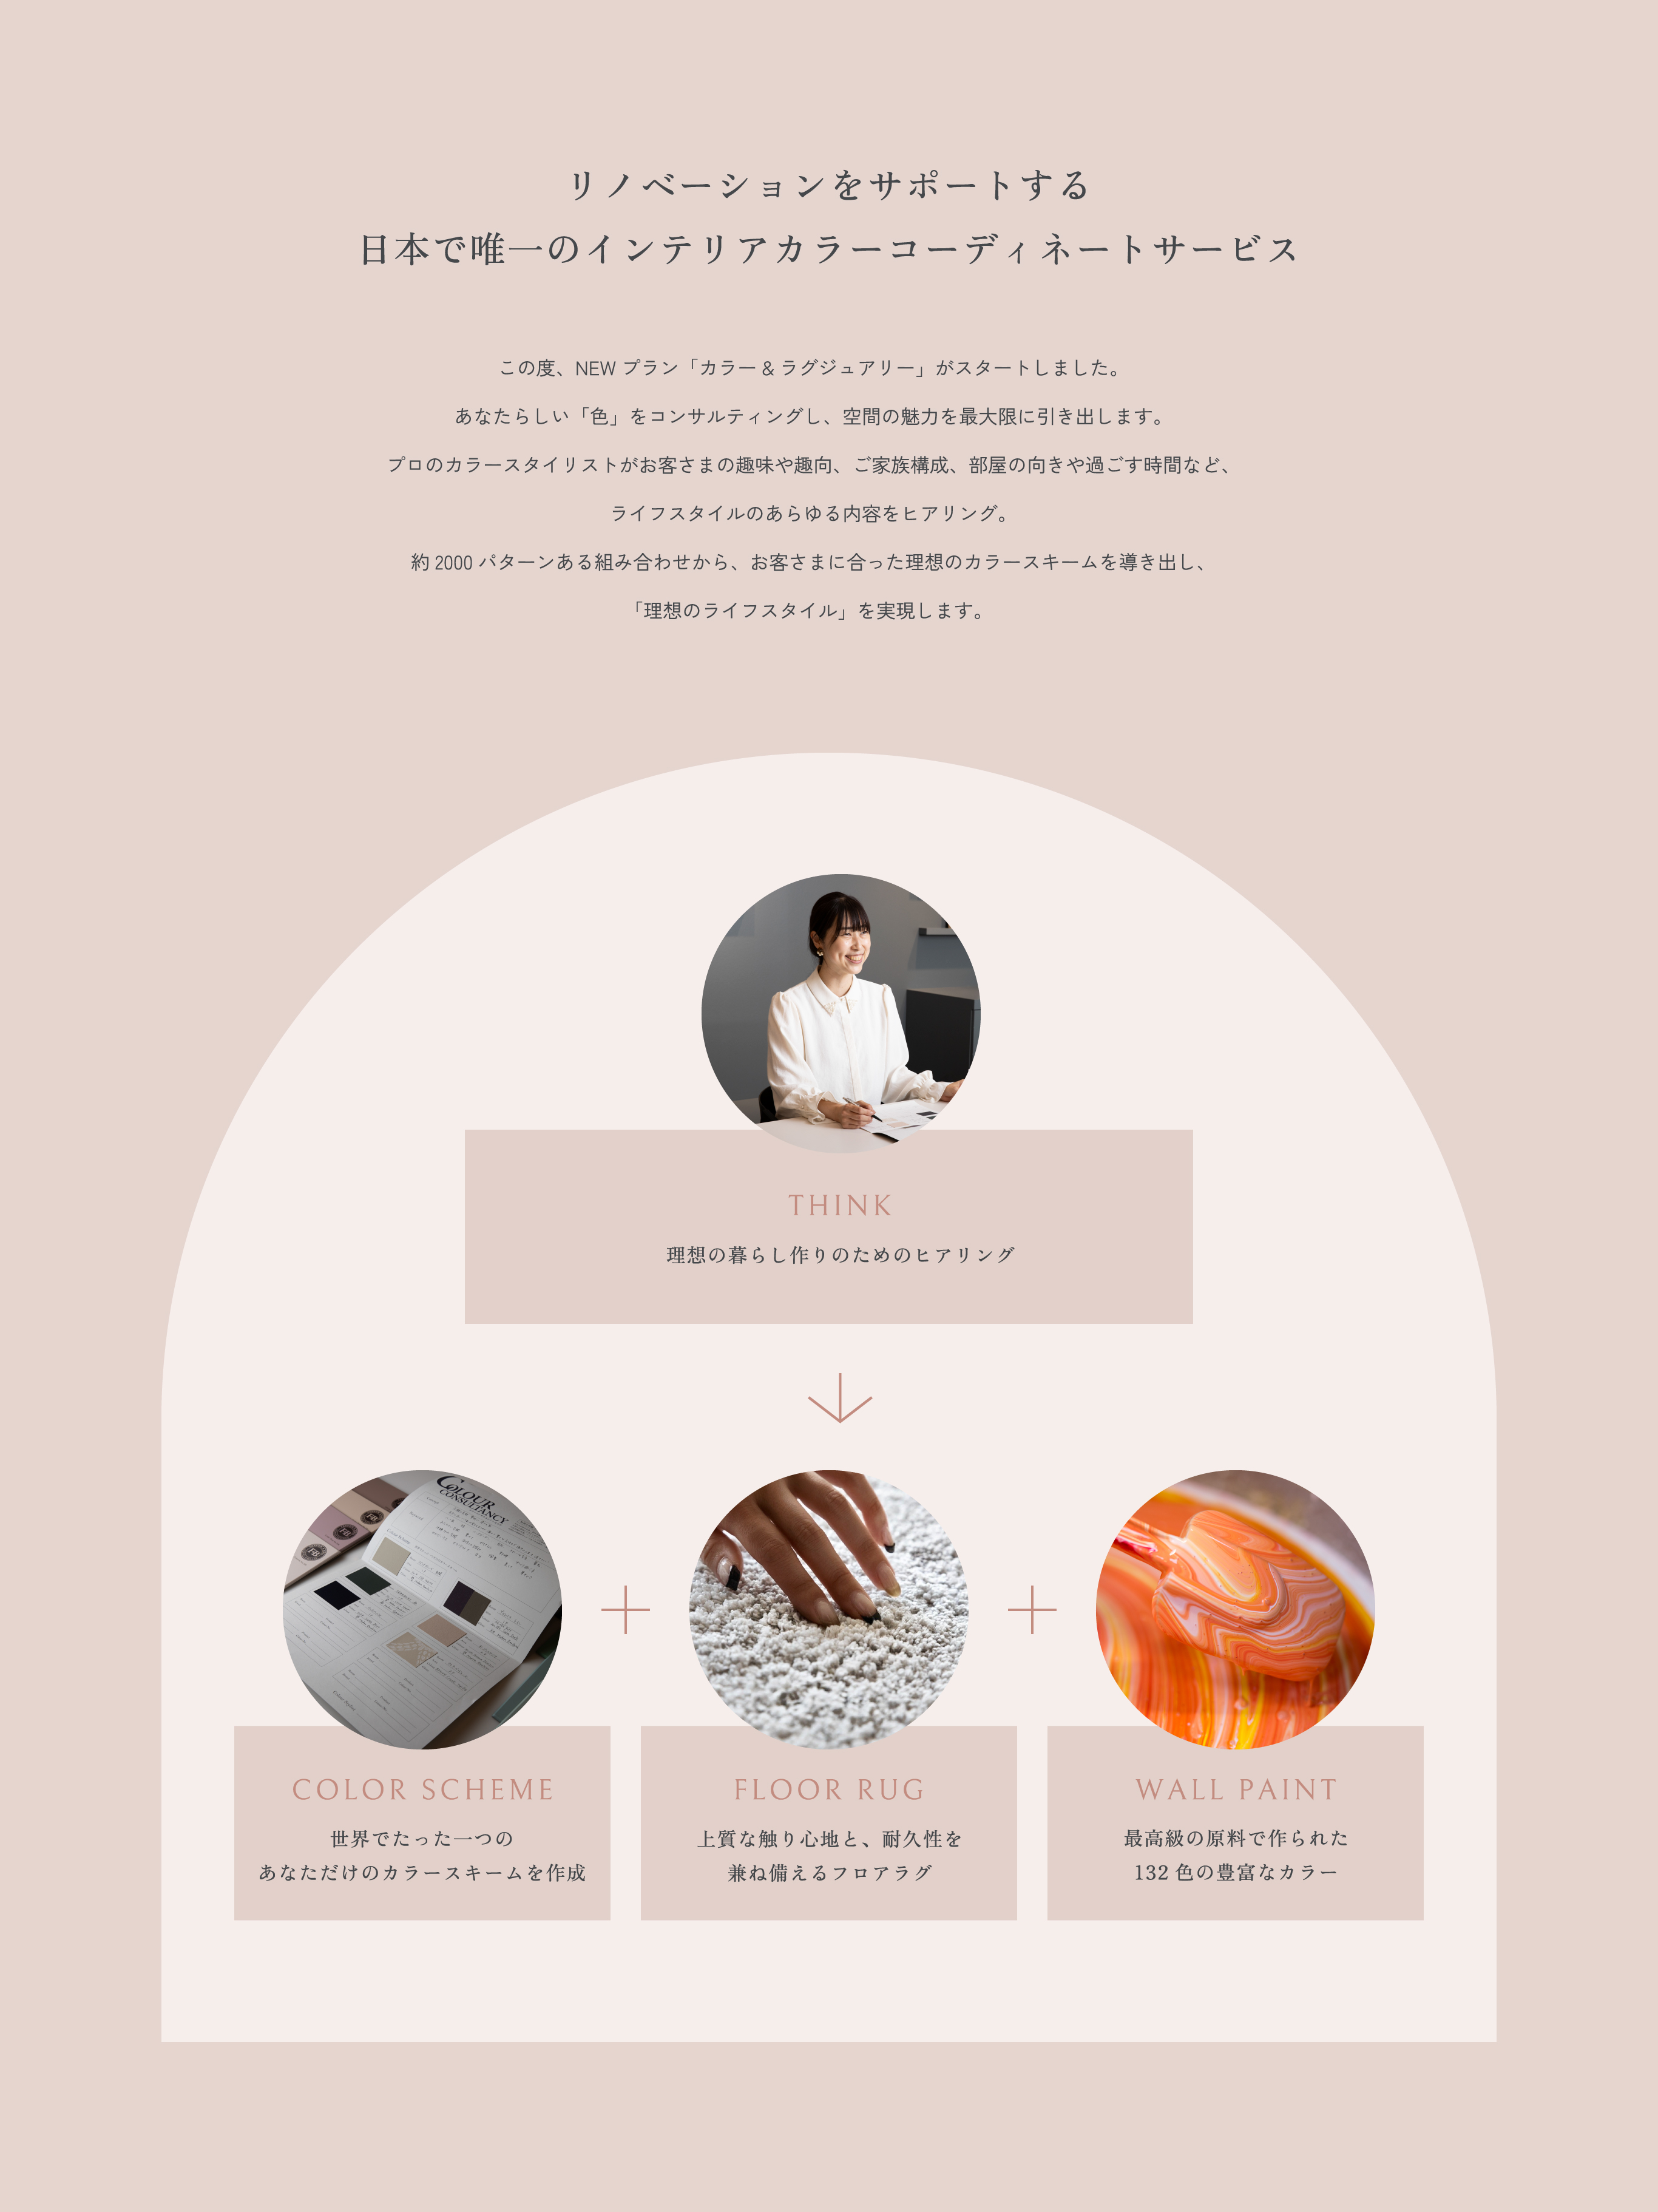 リノベーションをサポートする
日本で唯一のインテリアカラーコーディネートサービス
この度、NEW プラン「カラー & ラグジュアリー」がスタートしました。
あなたらしい「色」をコンサルティングし、空間の魅力を最大限に引き出します。
プロのカラースタイリストがお客さまの趣味や趣向、ご家族構成、部屋の向きや過ごす時間など、
ライフスタイルのあらゆる内容をヒアリング。
約 2000 パターンある組み合わせから、お客さまに合った理想のカラースキームを導き出し、
「理想のライフスタイル」を実現します。
THINK
理想の暮らし作りのためのヒアリング
COLOUR
CONSULTANCY
COLOR SCHEME
世界でたった一つの
あなただけのカラースキームを作成
FLOOR RUG
上質な触り心地と、耐久性を
兼ね備えるフロアラグ
WALL PAINT
最高級の原料で作られた
132 色の豊富なカラー